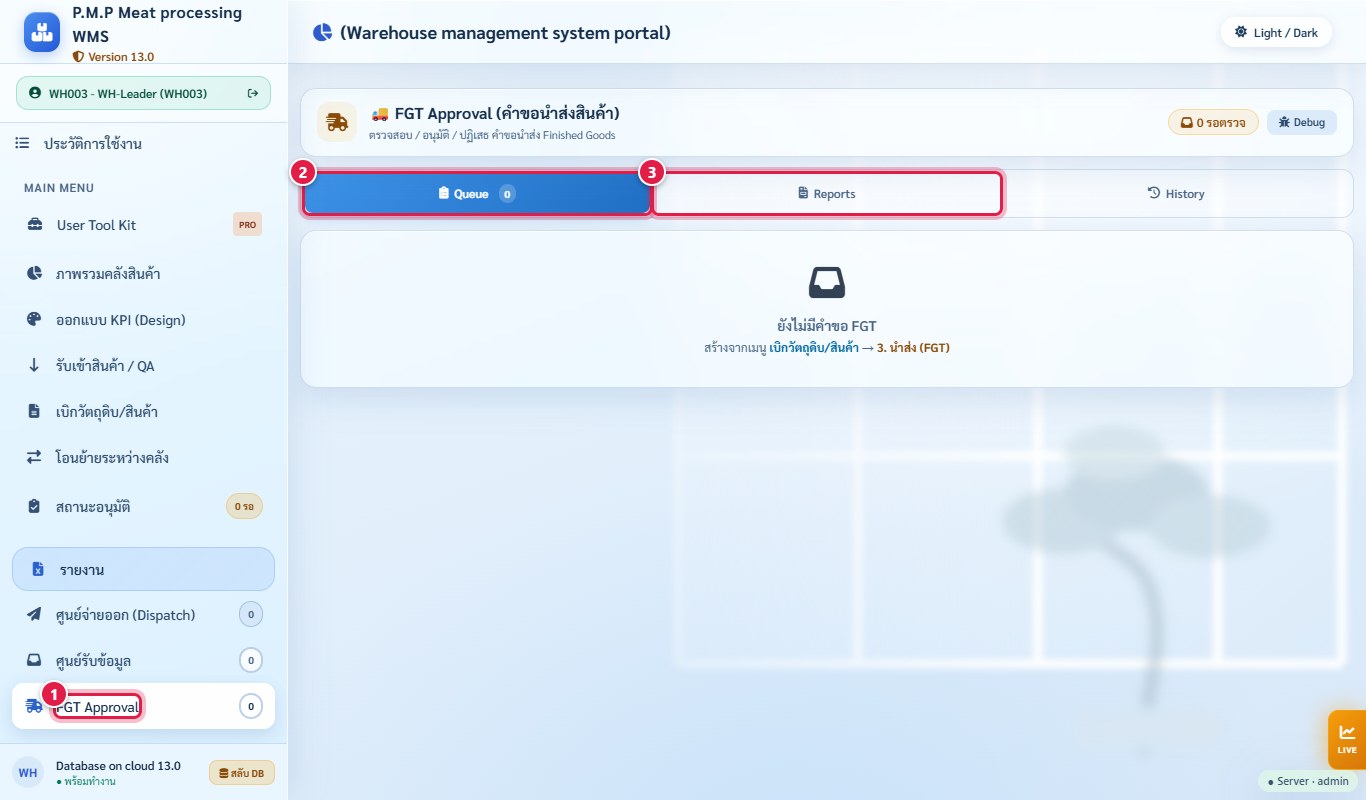 P.M.P Meat processing
WMS
Version 13.0
WH003 - WH-Leader (WH003)
ประวัติการใช้งาน
MAIN MENU
User Tool Kit
PRO
ภาพรวมคลังสินค้า
ออกแบบ KPI (Design)
รับเข้าสินค้า / QA
เบิกวัตถุดิบ/สินค้า
โอนย้ายระหว่างคลัง
สถานะอนุมัติ
0 รอ
รายงาน
ศูนย์จ่ายออก (Dispatch)
0
ศูนย์รับข้อมูล
0
1
FGT Approval
0
WH
Database on cloud 13.0
● พร้อมทำงาน
สลับ DB
(Warehouse management system portal)
Light / Dark
🚚 FGT Approval (คำขอนำส่งสินค้า)
ตรวจสอบ / อนุมัติ / ปฏิเสธ คำขอนำส่ง Finished Goods
0 รอตรวจ
Debug
2
Queue 0
3
Reports
History
ยังไม่มีคำขอ FGT
สร้างจากเมนู เบิกวัตถุดิบ/สินค้า → 3. นำส่ง (FGT)
LIVE
● Server · admin